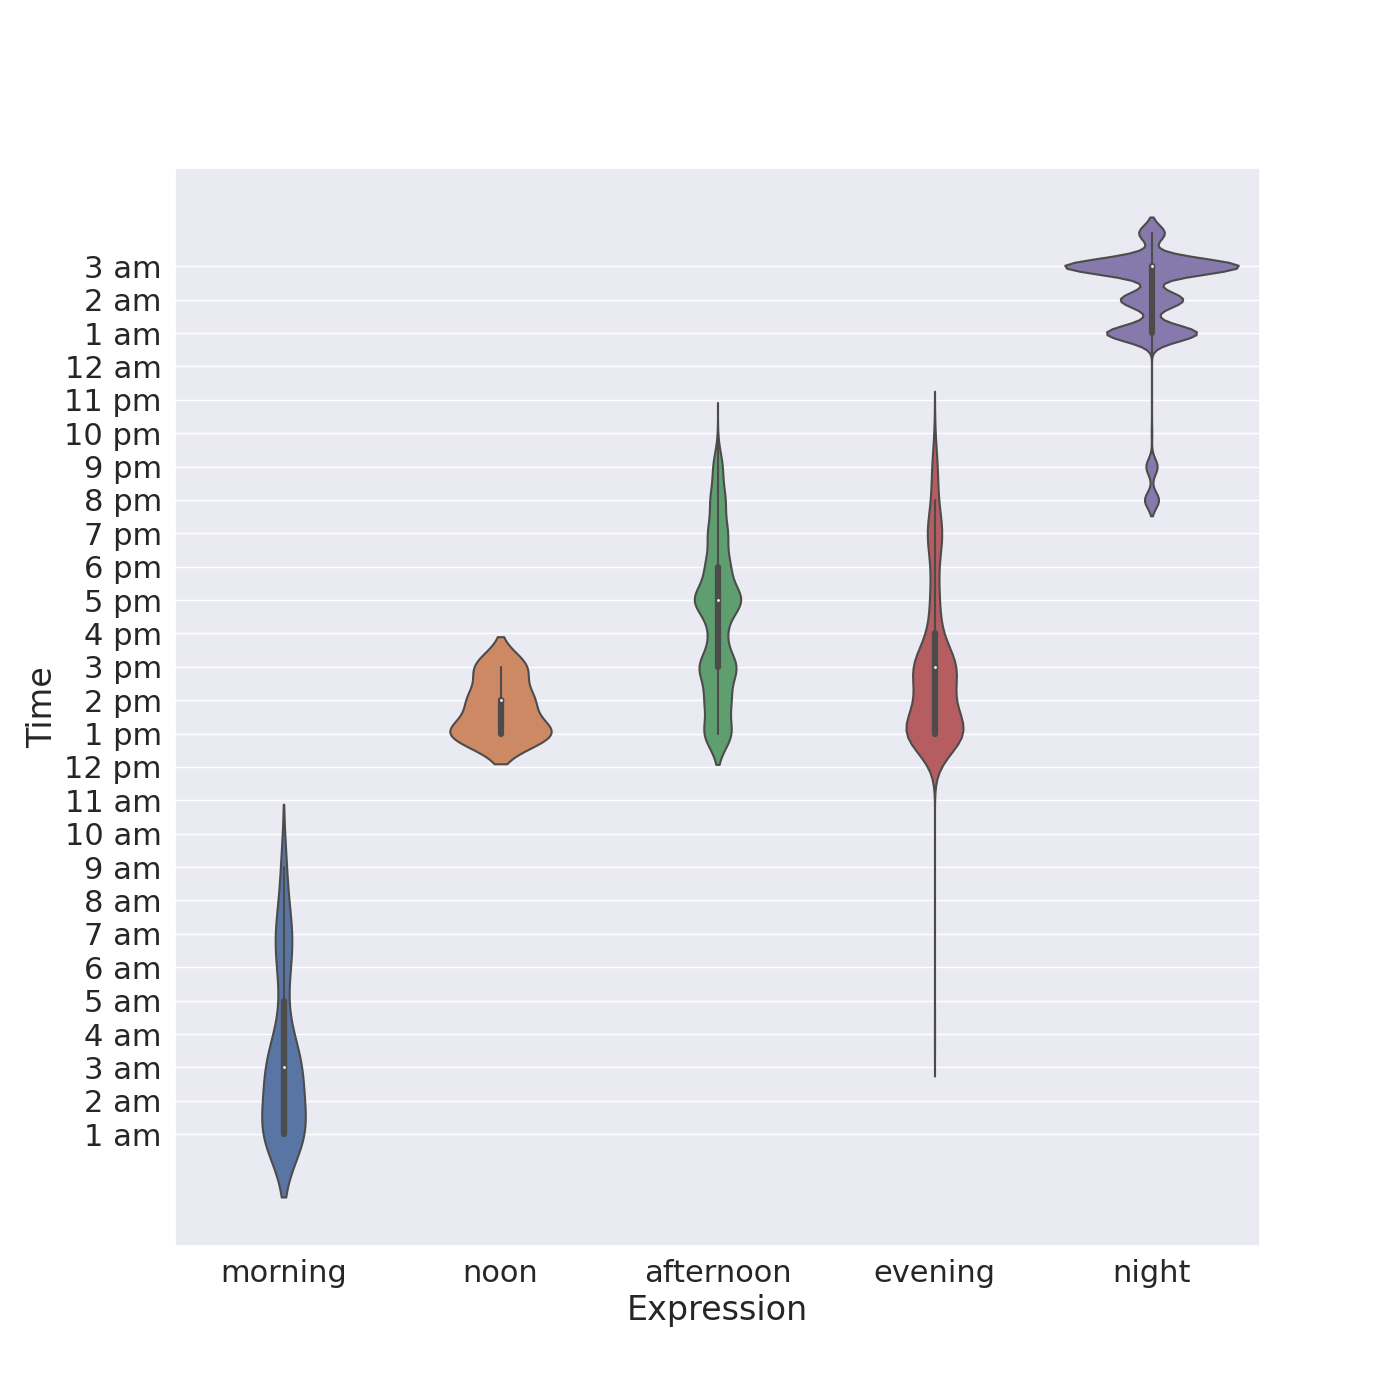 3 am
2 am
1 am
12 am
11 pm
10 pm
9 pm
8 pm
7 pm
6 pm
5 pm
4 pm
3 pm
2 pm
1 pm
12 pm
11 am
10 am
9 am
8 am
7 am
6 am
5 am
4 am
3 am
2 am
1 am
Time
morning noon afternoon evening night
Expression